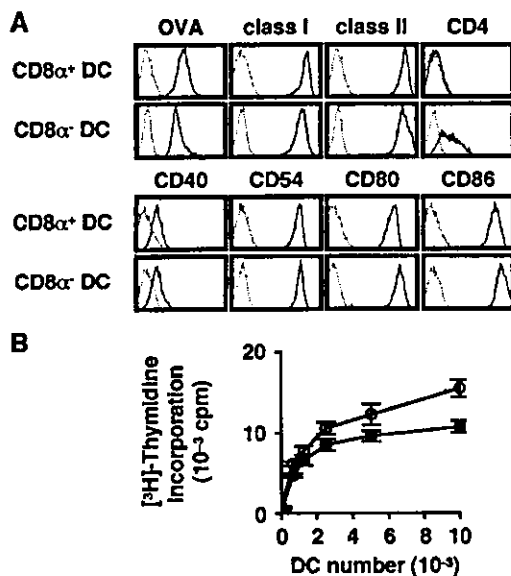 A
OVA class I class II CD4
CD8α⁺ DC
CD8α⁻ DC
CD40 CD54 CD80 CD86
CD8α⁺ DC
CD8α⁻ DC
B
[³H]-Thymidine
Incorporation
(10⁻³ cpm)
20
10
0
0 2 4 6 8 10
DC number (10⁻³)